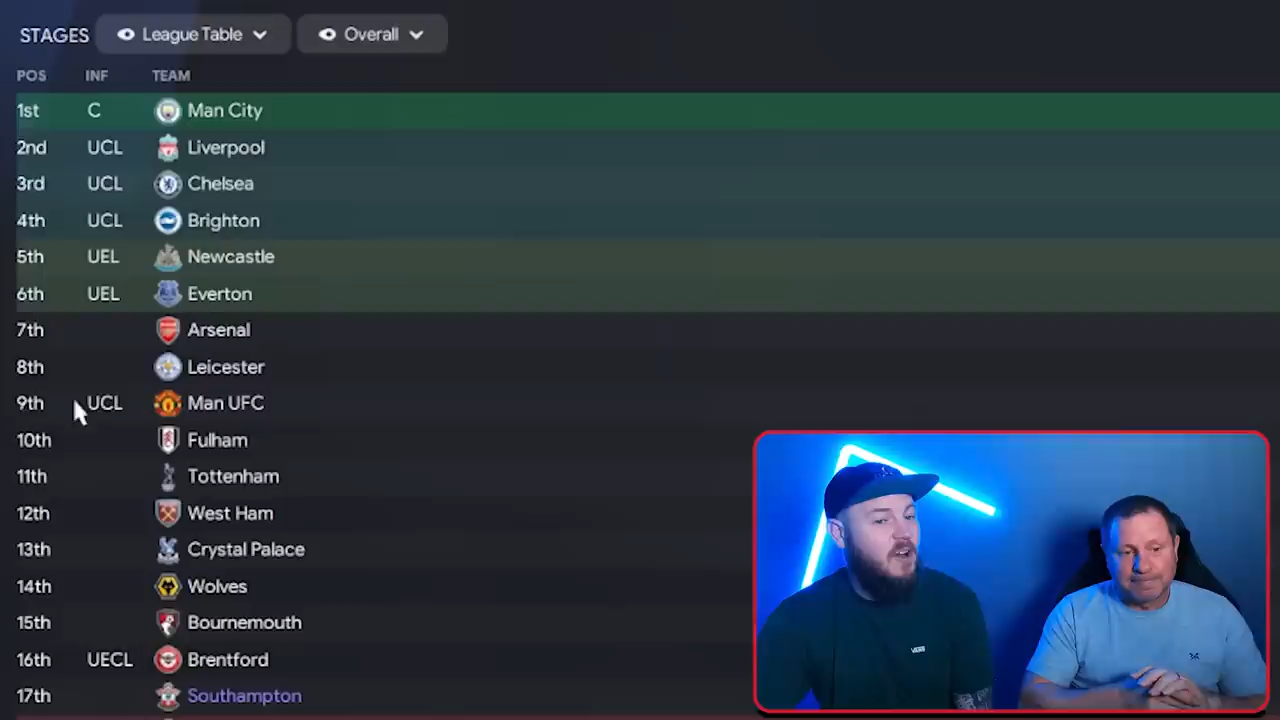 STAGES League Table Overall
POS INF TEAM
1st C Man City
2nd UCL Liverpool
3rd UCL Chelsea
4th UCL Brighton
5th UEL Newcastle
6th UEL Everton
7th Arsenal
8th Leicester
9th UCL Man UFC
10th Fulham
11th Tottenham
12th West Ham
13th Crystal Palace
14th Wolves
15th Bournemouth
16th UECL Brentford
17th Southampton
VANS